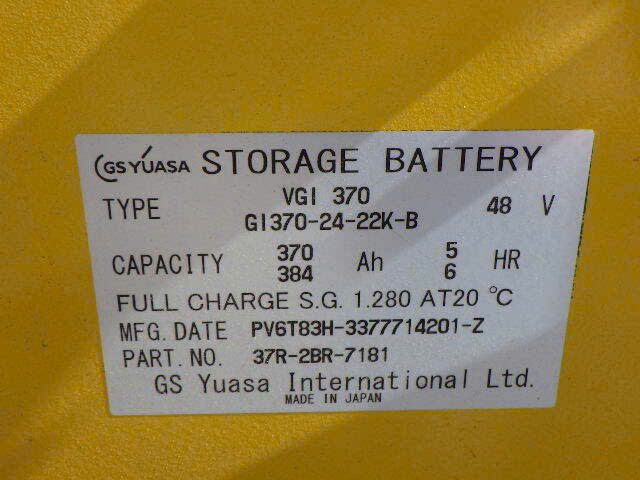 GS YUASA STORAGE BATTERY
TYPE VGI 370 48 V
GI370-24-22K-B
CAPACITY 370 Ah 5 HR
384 6
FULL CHARGE S.G. 1.280 AT20 °C
MFG. DATE PV6T83H-3377714201-Z
PART.NO. 37R-2BR-7181
GS Yuasa International Ltd.
MADE IN JAPAN